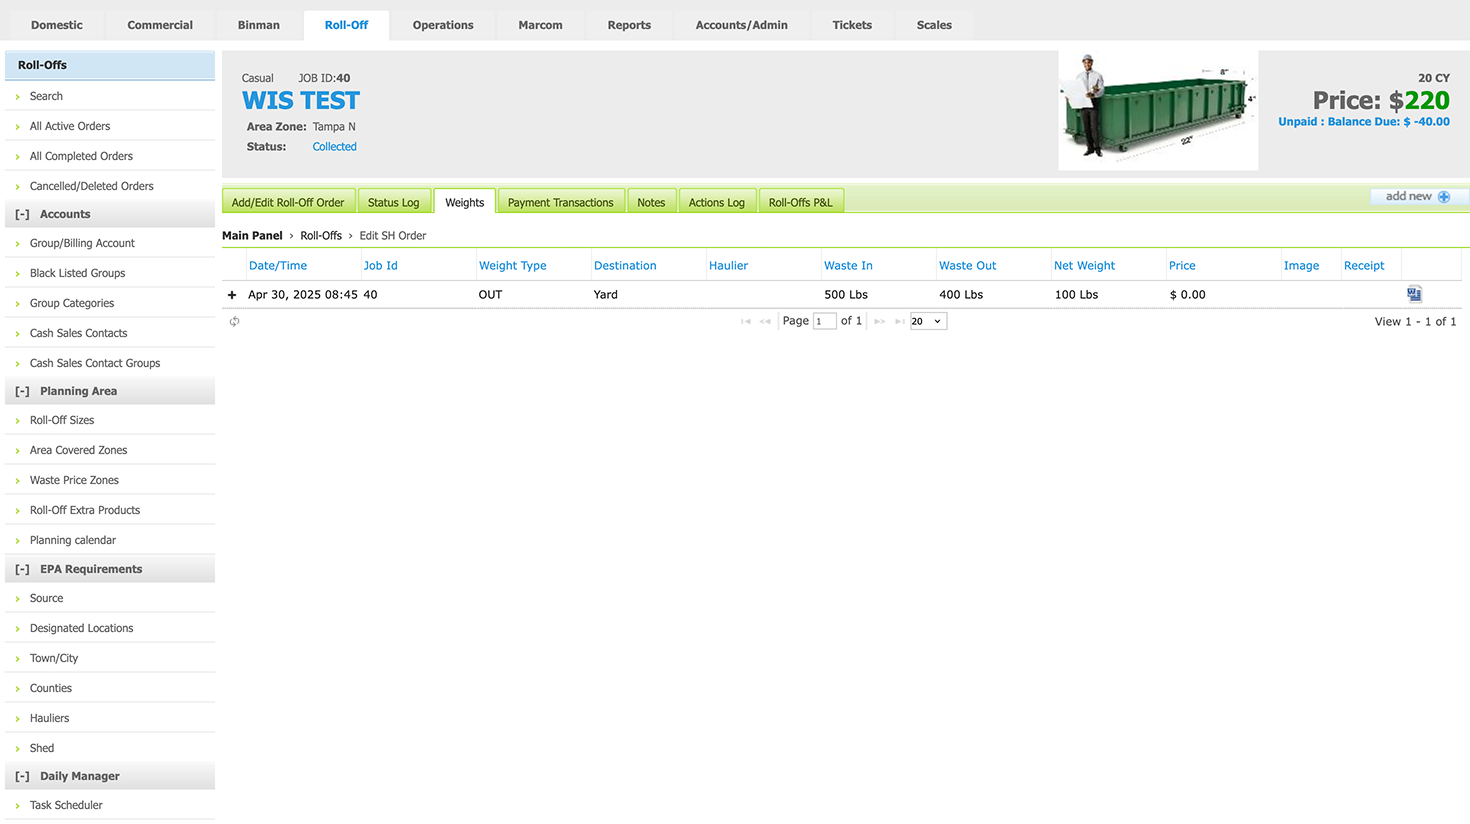 Domestic Commercial Binman Roll-Off Operations Marcom Reports Accounts/Admin Tickets Scales
Roll-Offs
Search
All Active Orders
All Completed Orders
Cancelled/Deleted Orders
[-] Accounts
Group/Billing Account
Black Listed Groups
Group Categories
Cash Sales Contacts
Cash Sales Contact Groups
[-] Planning Area
Roll-Off Sizes
Area Covered Zones
Waste Price Zones
Roll-Off Extra Products
Planning calendar
[-] EPA Requirements
Source
Designated Locations
Town/City
Counties
Hauliers
Shed
[-] Daily Manager
Task Scheduler
Casual JOB ID:40
WIS TEST
Area Zone: Tampa N
Status: Collected
8"
4"
22"
20 CY
Price: $220
Unpaid : Balance Due: $ -40.00
Add/Edit Roll-Off Order Status Log Weights Payment Transactions Notes Actions Log Roll-Offs P&L add new
Main Panel › Roll-Offs › Edit SH Order
Date/Time Job Id Weight Type Destination Haulier Waste In Waste Out Net Weight Price Image Receipt
Apr 30, 2025 08:45 40 OUT Yard 500 Lbs 400 Lbs 100 Lbs $ 0.00
Page 1 of 1 20 View 1 - 1 of 1